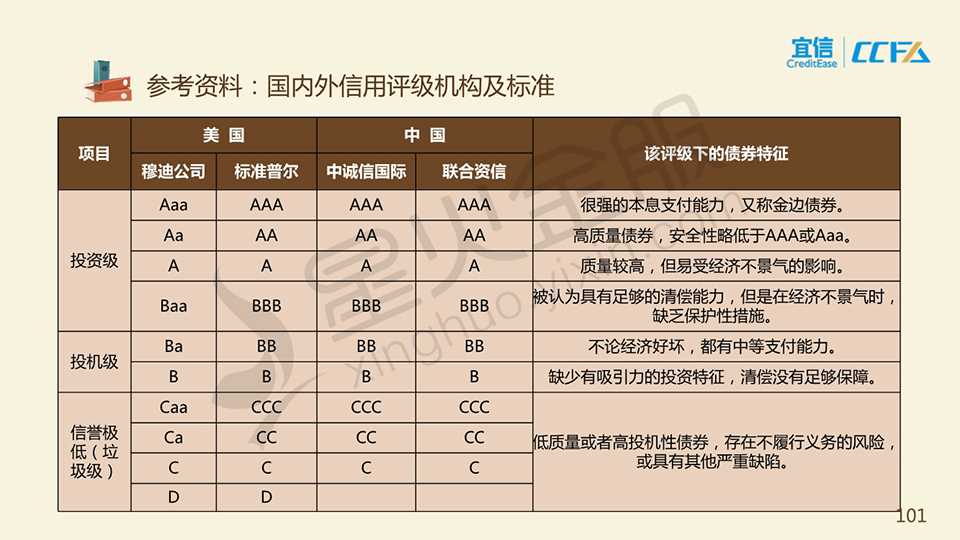 宜信
CreditEase
CCFA
参考资料：国内外信用评级机构及标准
项目 美 国 中 国 该评级下的债券特征
穆迪公司 标准普尔 中诚信国际 联合资信
投资级
Aaa AAA AAA AAA 很强的本息支付能力，又称金边债券。
Aa AA AA AA 高质量债券，安全性略低于AAA或Aaa。
A A A A 质量较高，但易受经济不景气的影响。
Baa BBB BBB BBB 被认为具有足够的清偿能力，但是在经济不景气时，
缺乏保护性措施。
投机级
Ba BB BB BB 不论经济好坏，都有中等支付能力。
B B B B 缺少有吸引力的投资特征，清偿没有足够保障。
信誉极
低（垃
圾级）
Caa CCC CCC CCC
Ca CC CC CC
C C C C
D D
低质量或者高投机性债券，存在不履行义务的风险，
或具有其他严重缺陷。
星火金服
xinghuo.yixin.com
101